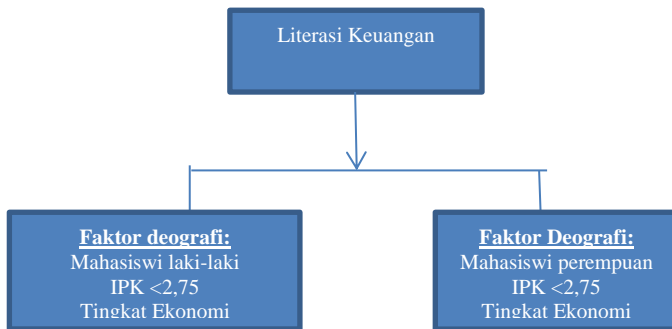 Literasi Keuangan
Faktor deografi:
Mahasiswi laki-laki
IPK <2,75
Tingkat Ekonomi
Faktor Deografi:
Mahasiswi perempuan
IPK <2,75
Tingkat Ekonomi